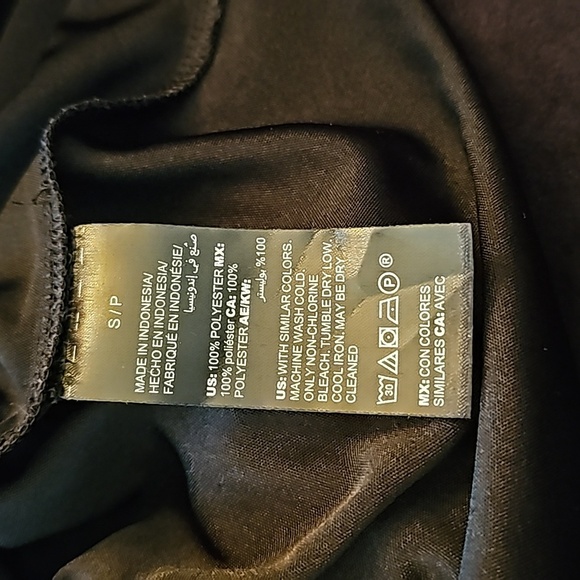 S / P
MADE IN INDONESIA/
HECHO EN INDONESIA/
FABRIQUÉ EN INDONÉSIE/
صنع في إندونيسيا
US: 100% POLYESTER MX:
100% poliéster CA: 100%
POLYESTER AE/KW:
100% بوليستر
US: WITH SIMILAR COLORS.
MACHINE WASH COLD.
ONLY NON-CHLORINE
BLEACH. TUMBLE DRY LOW.
COOL IRON. MAY BE DRY
CLEANED
30 P ®
MX: CON COLORES
SIMILARES CA: AVEC